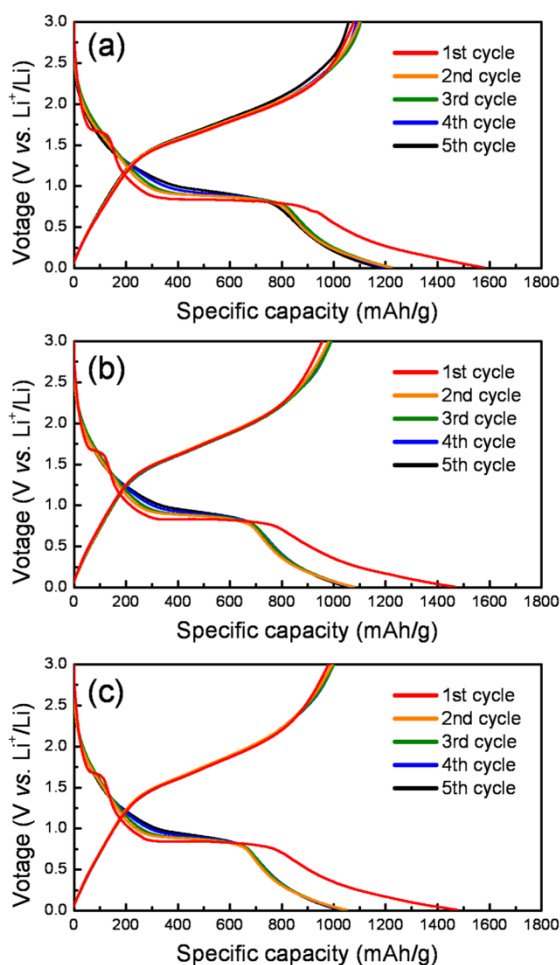 (a)
1st cycle
2nd cycle
3rd cycle
4th cycle
5th cycle
Votage (V vs. Li⁺/Li)
3.0
2.5
2.0
1.5
1.0
0.5
0.0
0 200 400 600 800 1000 1200 1400 1600 1800
Specific capacity (mAh/g)
(b)
1st cycle
2nd cycle
3rd cycle
4th cycle
5th cycle
Votage (V vs. Li⁺/Li)
3.0
2.5
2.0
1.5
1.0
0.5
0.0
0 200 400 600 800 1000 1200 1400 1600 1800
Specific capacity (mAh/g)
(c)
1st cycle
2nd cycle
3rd cycle
4th cycle
5th cycle
Votage (V vs. Li⁺/Li)
3.0
2.5
2.0
1.5
1.0
0.5
0.0
0 200 400 600 800 1000 1200 1400 1600 1800
Specific capacity (mAh/g)